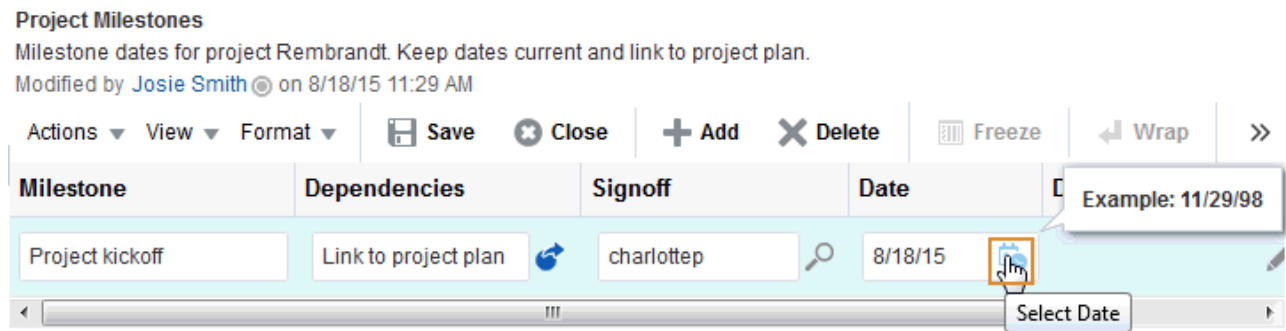 Project Milestones
Milestone dates for project Rembrandt. Keep dates current and link to project plan.
Modified by Josie Smith on 8/18/15 11:29 AM
Actions View Format Save Close Add Delete Freeze Wrap »
Milestone Dependencies Signoff Date D
Example: 11/29/98
Project kickoff Link to project plan charlottep 8/18/15
Select Date